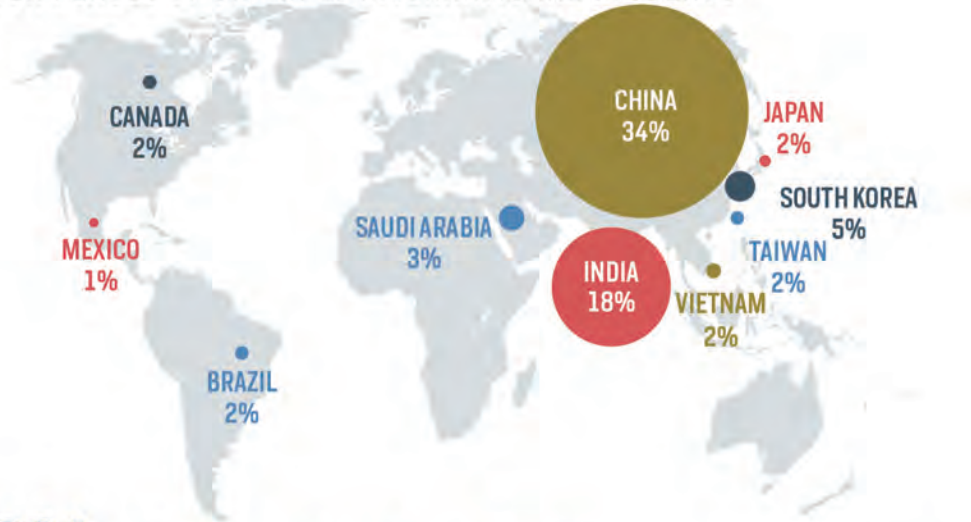 CHINA
34%
JAPAN
2%
CANADA
2%
SOUTH KOREA
5%
SAUDI ARABIA
3%
MEXICO
1%
TAIWAN
2%
INDIA
18%
VIETNAM
2%
BRAZIL
2%